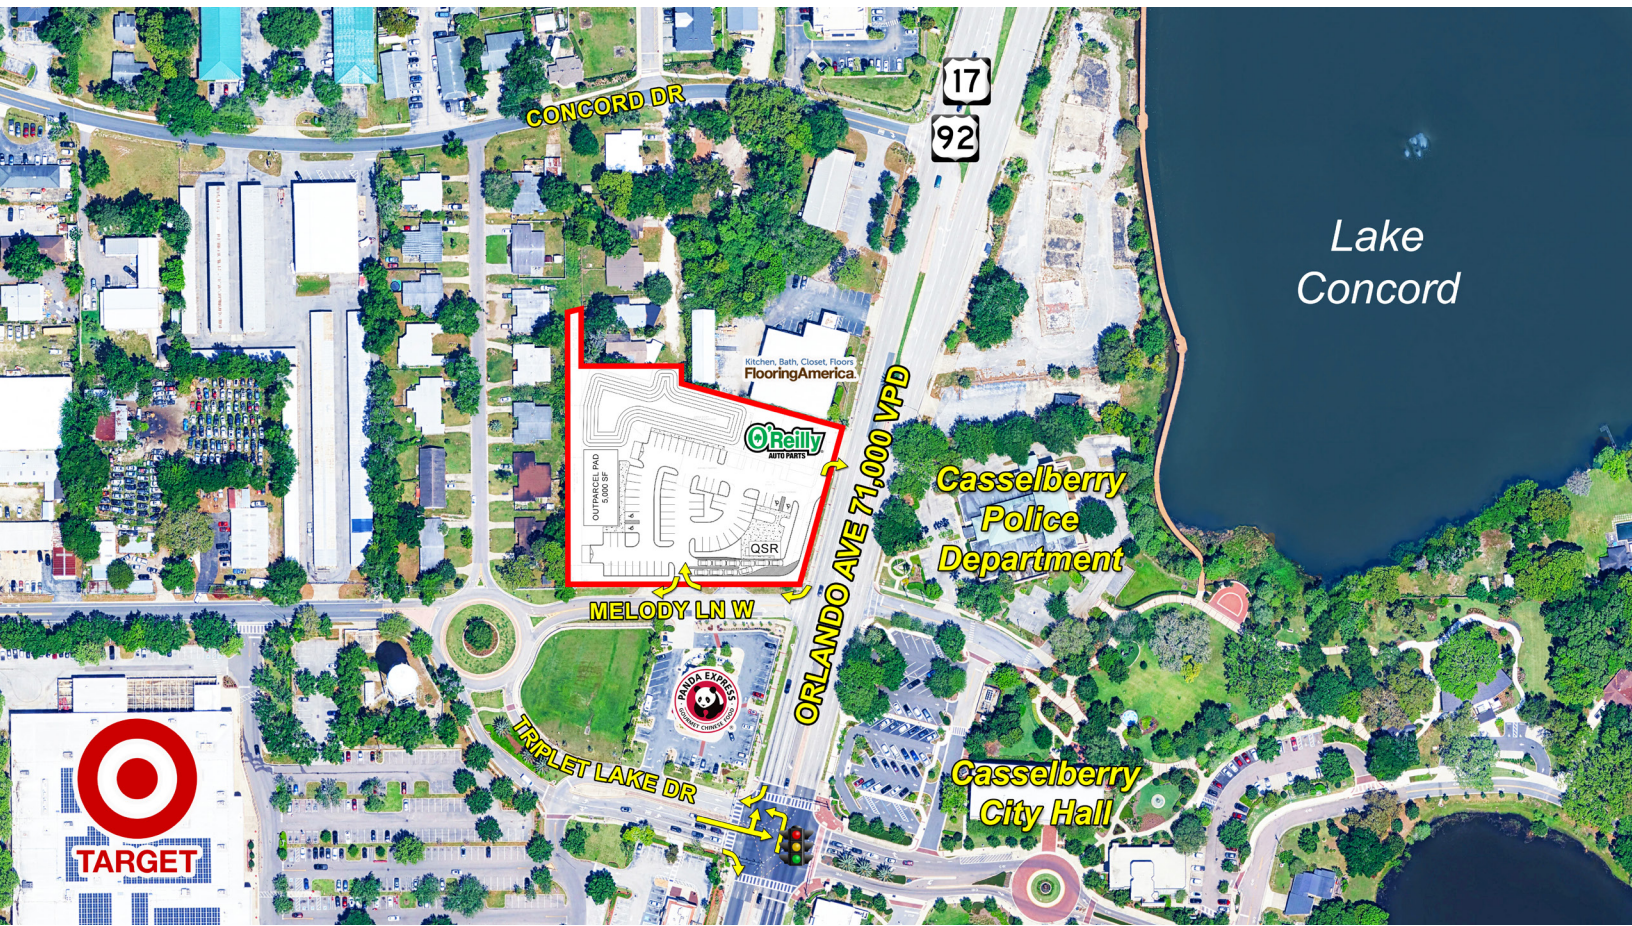 17
CONCORD DR
92
Lake
Concord
Kitchen, Bath, Closet, Floors
FlooringAmerica.
O'Reilly
AUTO PARTS
OUTPARCEL PAD
5,000 SF
QSR
ORLANDO AVE 71,000 VPD
Casselberry
Police
Department
MELODY LN W
PANDA EXPRESS
GOURMET CHINESE FOOD
TRIPLET LAKE DR
Casselberry
City Hall
TARGET